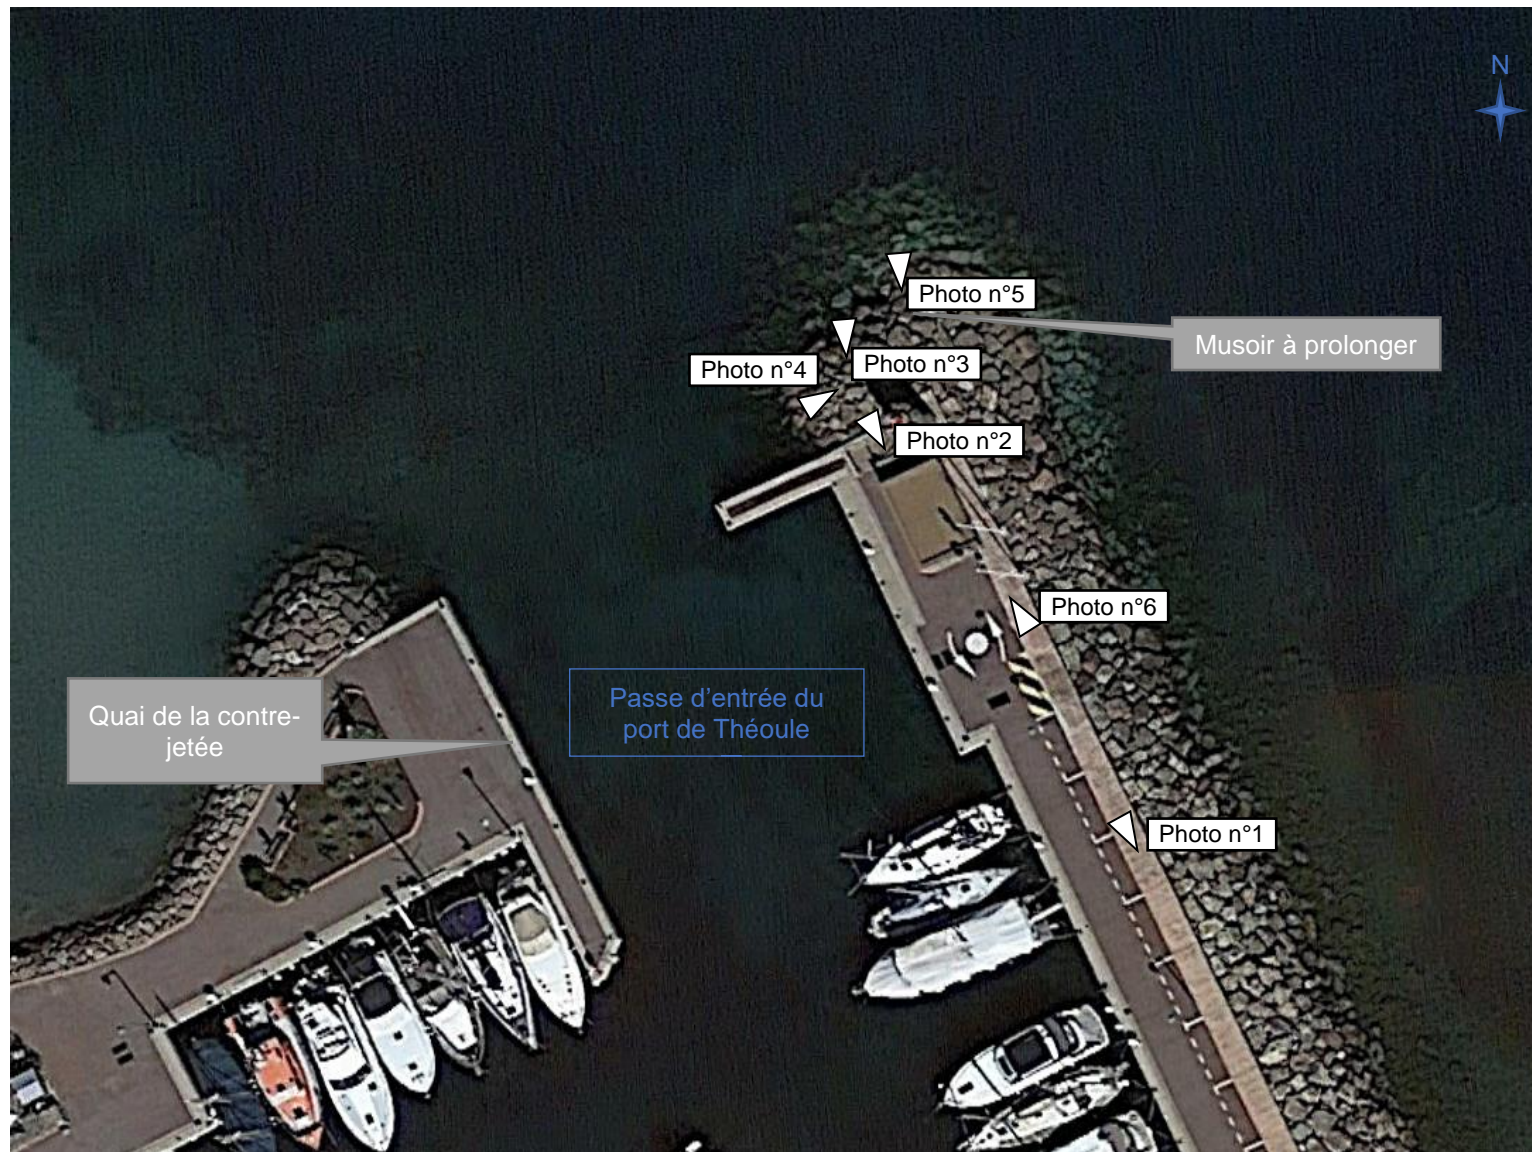 N
Photo n°5
Musoir à prolonger
Photo n°3
Photo n°4
Photo n°2
Photo n°6
Passe d’entrée du
port de Théoule
Quai de la contre-
jetée
Photo n°1